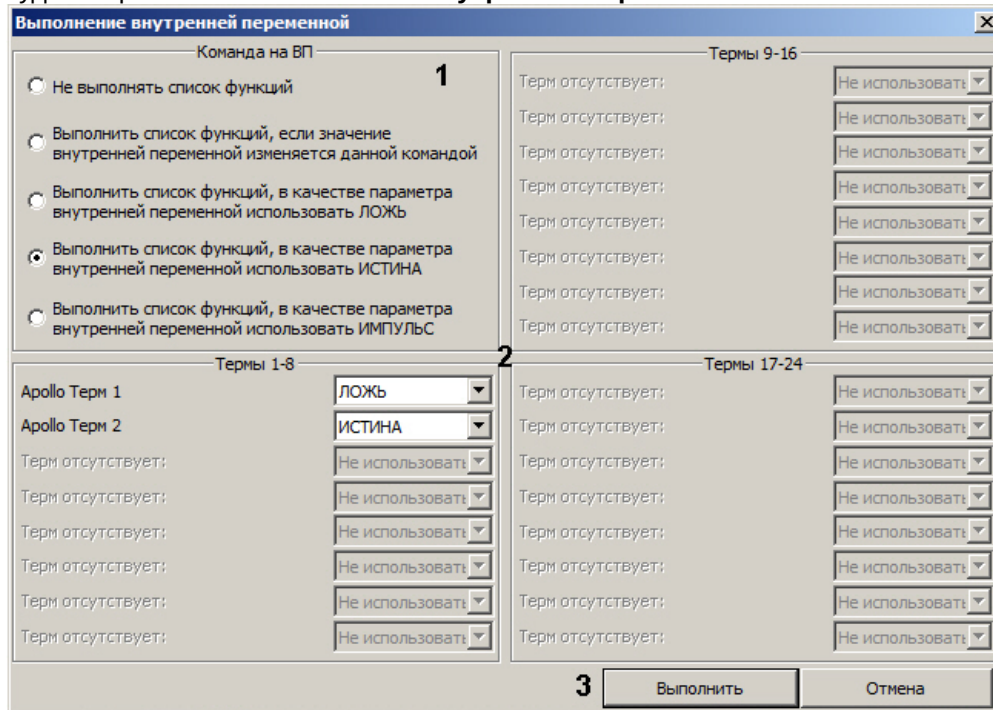 Выполнение внутренней переменной
Команда на ВП
1
Не выполнять список функций
Выполнить список функций, если значение
внутренней переменной изменяется данной командой
Выполнить список функций, в качестве параметра
внутренней переменной использовать ЛОЖЬ
Выполнить список функций, в качестве параметра
внутренней переменной использовать ИСТИНА
Выполнить список функций, в качестве параметра
внутренней переменной использовать ИМПУЛЬС
Термы 9-16
Терм отсутствует: Не использовать
Терм отсутствует: Не использовать
Терм отсутствует: Не использовать
Терм отсутствует: Не использовать
Терм отсутствует: Не использовать
Терм отсутствует: Не использовать
Терм отсутствует: Не использовать
Терм отсутствует: Не использовать
2
Термы 1-8
Apollo Терм 1 ЛОЖЬ
Apollo Терм 2 ИСТИНА
Терм отсутствует: Не использовать
Терм отсутствует: Не использовать
Терм отсутствует: Не использовать
Терм отсутствует: Не использовать
Терм отсутствует: Не использовать
Терм отсутствует: Не использовать
Термы 17-24
Терм отсутствует: Не использовать
Терм отсутствует: Не использовать
Терм отсутствует: Не использовать
Терм отсутствует: Не использовать
Терм отсутствует: Не использовать
Терм отсутствует: Не использовать
Терм отсутствует: Не использовать
Терм отсутствует: Не использовать
3
Выполнить
Отмена